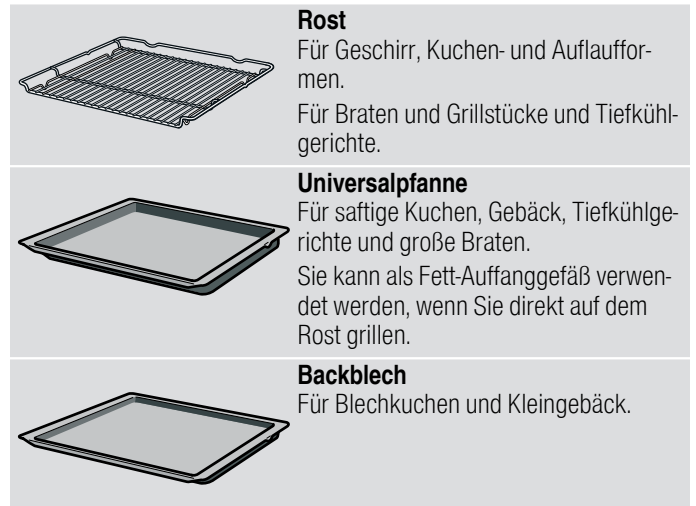 Rost
Für Geschirr, Kuchen- und Auflauffor-
men.
Für Braten und Grillstücke und Tiefkühl-
gerichte.
Universalpfanne
Für saftige Kuchen, Gebäck, Tiefkühlge-
richte und große Braten.
Sie kann als Fett-Auffanggefäß verwen-
det werden, wenn Sie direkt auf dem
Rost grillen.
Backblech
Für Blechkuchen und Kleingebäck.